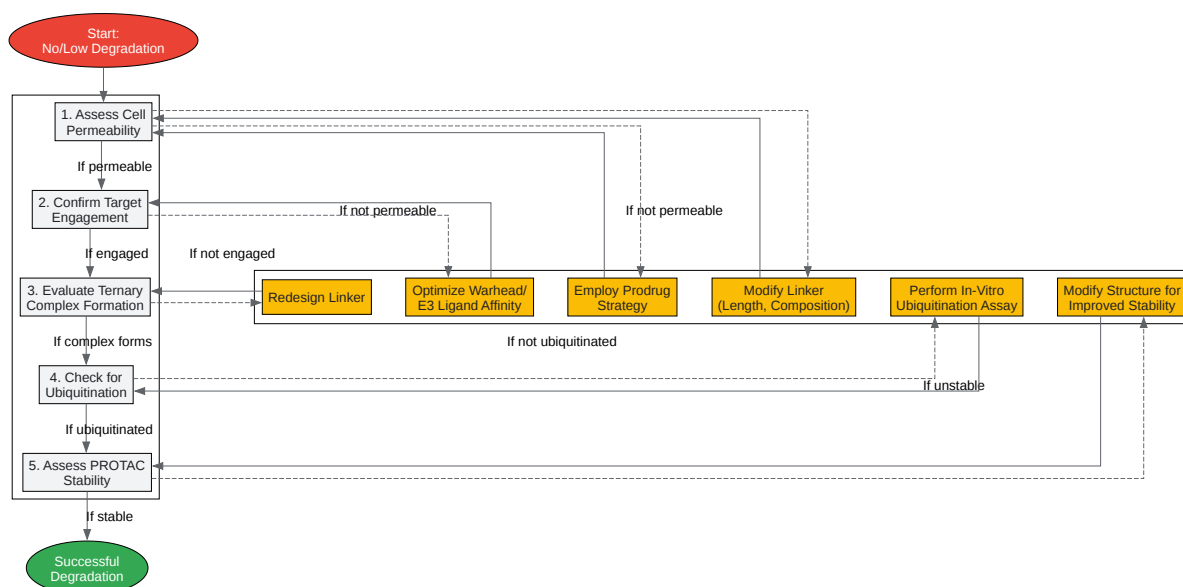 Start:
No/Low Degradation
1. Assess Cell
Permeability
If permeable
2. Confirm Target
Engagement
If not permeable
If not permeable
If engaged
If not engaged
3. Evaluate Ternary
Complex Formation
Redesign Linker
Optimize Warhead/
E3 Ligand Affinity
Employ Prodrug
Strategy
Modify Linker
(Length, Composition)
Perform In-Vitro
Ubiquitination Assay
Modify Structure for
Improved Stability
If complex forms
If not ubiquitinated
4. Check for
Ubiquitination
If unstable
If ubiquitinated
5. Assess PROTAC
Stability
If stable
Successful
Degradation